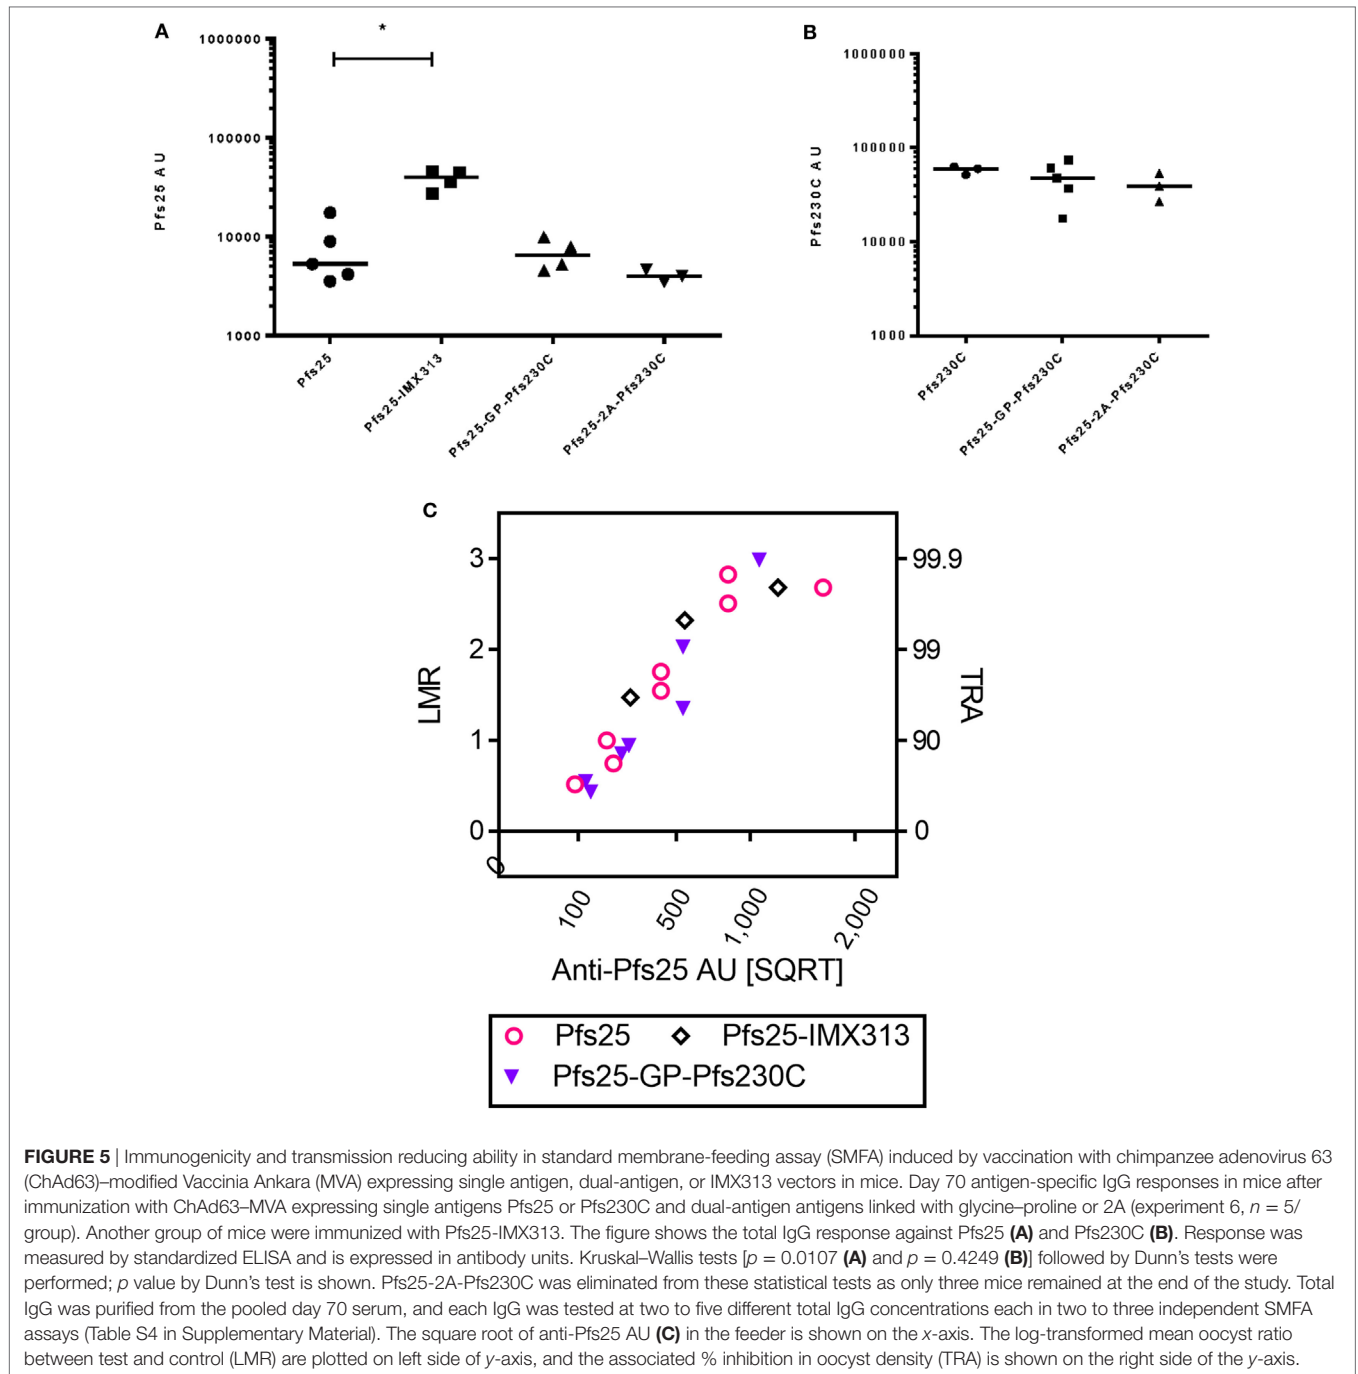 A
*
1000000
100000
10000
1000
Pfs25 AU
Pfs25
Pfs25-IMX313
Pfs25-GP-Pfs230C
Pfs25-2A-Pfs230C
B
1000000
100000
10000
1000
Pfs230C AU
Pfs230C
Pfs25-GP-Pfs230C
Pfs25-2A-Pfs230C
C
3
2
1
0
LMR
99.9
99
90
0
TRA
0
100
500
1,000
2,000
Anti-Pfs25 AU [SQRT]
Pfs25
Pfs25-IMX313
Pfs25-GP-Pfs230C
FIGURE 5 | Immunogenicity and transmission reducing ability in standard membrane-feeding assay (SMFA) induced by vaccination with chimpanzee adenovirus 63
(ChAd63)–modified Vaccinia Ankara (MVA) expressing single antigen, dual-antigen, or IMX313 vectors in mice. Day 70 antigen-specific IgG responses in mice after
immunization with ChAd63–MVA expressing single antigens Pfs25 or Pfs230C and dual-antigen antigens linked with glycine–proline or 2A (experiment 6, n = 5/
group). Another group of mice were immunized with Pfs25-IMX313. The figure shows the total IgG response against Pfs25 (A) and Pfs230C (B). Response was
measured by standardized ELISA and is expressed in antibody units. Kruskal–Wallis tests [p = 0.0107 (A) and p = 0.4249 (B)] followed by Dunn's tests were
performed; p value by Dunn's test is shown. Pfs25-2A-Pfs230C was eliminated from these statistical tests as only three mice remained at the end of the study. Total
IgG was purified from the pooled day 70 serum, and each IgG was tested at two to five different total IgG concentrations each in two to three independent SMFA
assays (Table S4 in Supplementary Material). The square root of anti-Pfs25 AU (C) in the feeder is shown on the x-axis. The log-transformed mean oocyst ratio
between test and control (LMR) are plotted on left side of y-axis, and the associated % inhibition in oocyst density (TRA) is shown on the right side of the y-axis.